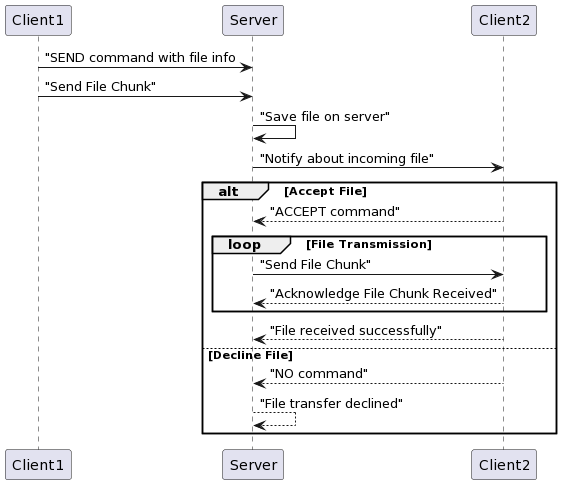 Client1 Server Client2
"SEND command with file info
"Send File Chunk"
"Save file on server"
"Notify about incoming file"
alt [Accept File]
"ACCEPT command"
loop [File Transmission]
"Send File Chunk"
"Acknowledge File Chunk Received"
"File received successfully"
[Decline File]
"NO command"
"File transfer declined"
Client1 Server Client2